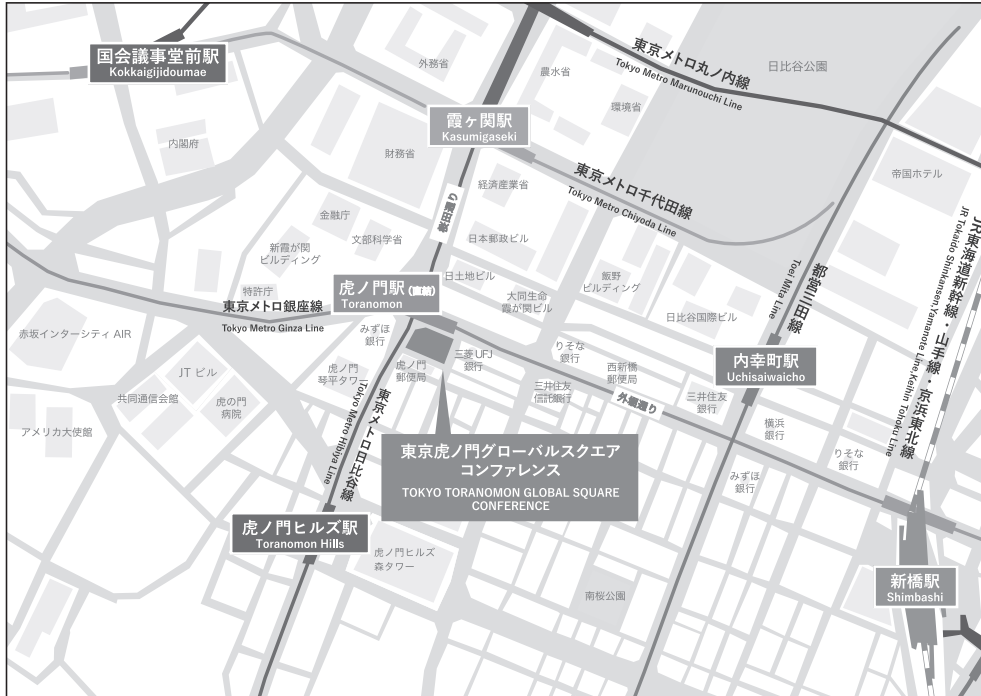 国会議事堂前駅
Kokkaigijidoumae
外務省
農水省
東京メトロ丸ノ内線
Tokyo Metro Marunouchi Line
日比谷公園
環境省
霞ヶ関駅
Kasumigaseki
内閣府
財務省
経済産業省
東京メトロ千代田線
Tokyo Metro Chiyoda Line
帝国ホテル
桜田通り
金融庁
文部科学省
日本郵政ビル
新霞が関
ビルディング
特許庁
虎ノ門駅(直結)
Toranomon
日土地ビル
大同生命
霞が関ビル
飯野
ビルディング
日比谷国際ビル
都営三田線
Toei Mita Line
JR東海道新幹線・山手線・京浜東北線
JR Tokaido Shinkansen,Yamanote Line,Keihin Tohoku Line
東京メトロ銀座線
Tokyo Metro Ginza Line
赤坂インターシティ AIR
みずほ
銀行
虎ノ門
郵便局
三菱 UFJ
銀行
りそな
銀行
西新橋
郵便局
内幸町駅
Uchisaiwaicho
JT ビル
虎ノ門
琴平タワー
共同通信会館
虎の門
病院
三井住友
信託銀行
外堀通り
三井住友
銀行
横浜
銀行
アメリカ大使館
東京メトロ日比谷線
Tokyo Metro Hibiya Line
東京虎ノ門グローバルスクエア
コンファレンス
TOKYO TORANOMON GLOBAL SQUARE
CONFERENCE
みずほ
銀行
りそな
銀行
虎ノ門ヒルズ駅
Toranomon Hills
虎ノ門ヒルズ
森タワー
南桜公園
新橋駅
Shimbashi